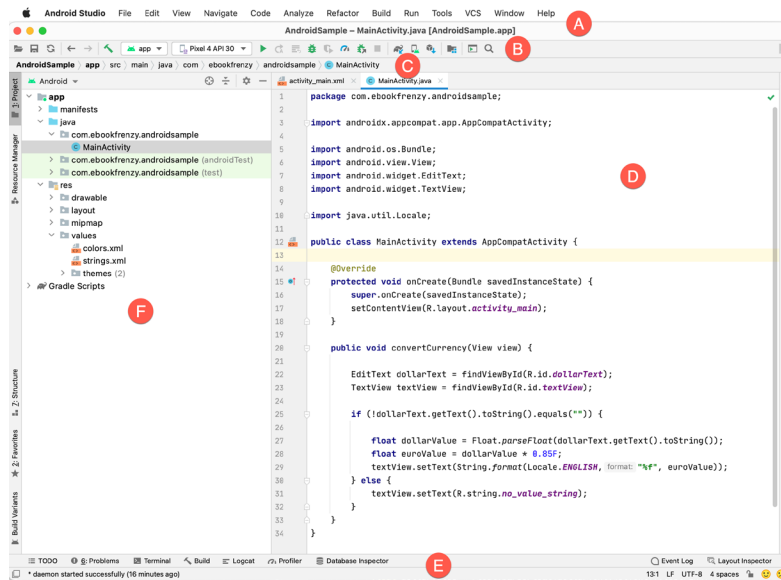 Android Studio File Edit View Navigate Code Analyze Refactor Build Run Tools VCS Window Help
A
AndroidSample – MainActivity.java [AndroidSample.app]
app Pixel 4 API 30
B
AndroidSample app src main java com ebookfrenzy androidsample MainActivity
C
Android
activity_main.xml MainActivity.java
1: Project
Resource Manager
Z: Structure
2: Favorites
Build Variants
app
manifests
java
com.ebookfrenzy.androidsample
MainActivity
com.ebookfrenzy.androidsample (androidTest)
com.ebookfrenzy.androidsample (test)
res
drawable
layout
mipmap
values
colors.xml
strings.xml
themes (2)
Gradle Scripts
F
1 package com.ebookfrenzy.androidsample;
2
3 import androidx.appcompat.app.AppCompatActivity;
4
5 import android.os.Bundle;
6 import android.view.View;
7 import android.widget.EditText;
8 import android.widget.TextView;
9
10 import java.util.Locale;
11
12 public class MainActivity extends AppCompatActivity {
13
14 @Override
15 protected void onCreate(Bundle savedInstanceState) {
16 super.onCreate(savedInstanceState);
17 setContentView(R.layout.activity_main);
18 }
19
20 public void convertCurrency(View view) {
21
22 EditText dollarText = findViewById(R.id.dollarText);
23 TextView textView = findViewById(R.id.textView);
24
25 if (!dollarText.getText().toString().equals("")) {
26
27 float dollarValue = Float.parseFloat(dollarText.getText().toString());
28 float euroValue = dollarValue * 0.85F;
29 textView.setText(String.format(Locale.ENGLISH, format: "%f", euroValue));
30 } else {
31 textView.setText(R.string.no_value_string);
32 }
33 }
34 }
D
TODO 6: Problems Terminal Build Logcat Profiler Database Inspector Event Log Layout Inspector
E
* daemon started successfully (16 minutes ago) 13:1 LF UTF-8 4 spaces